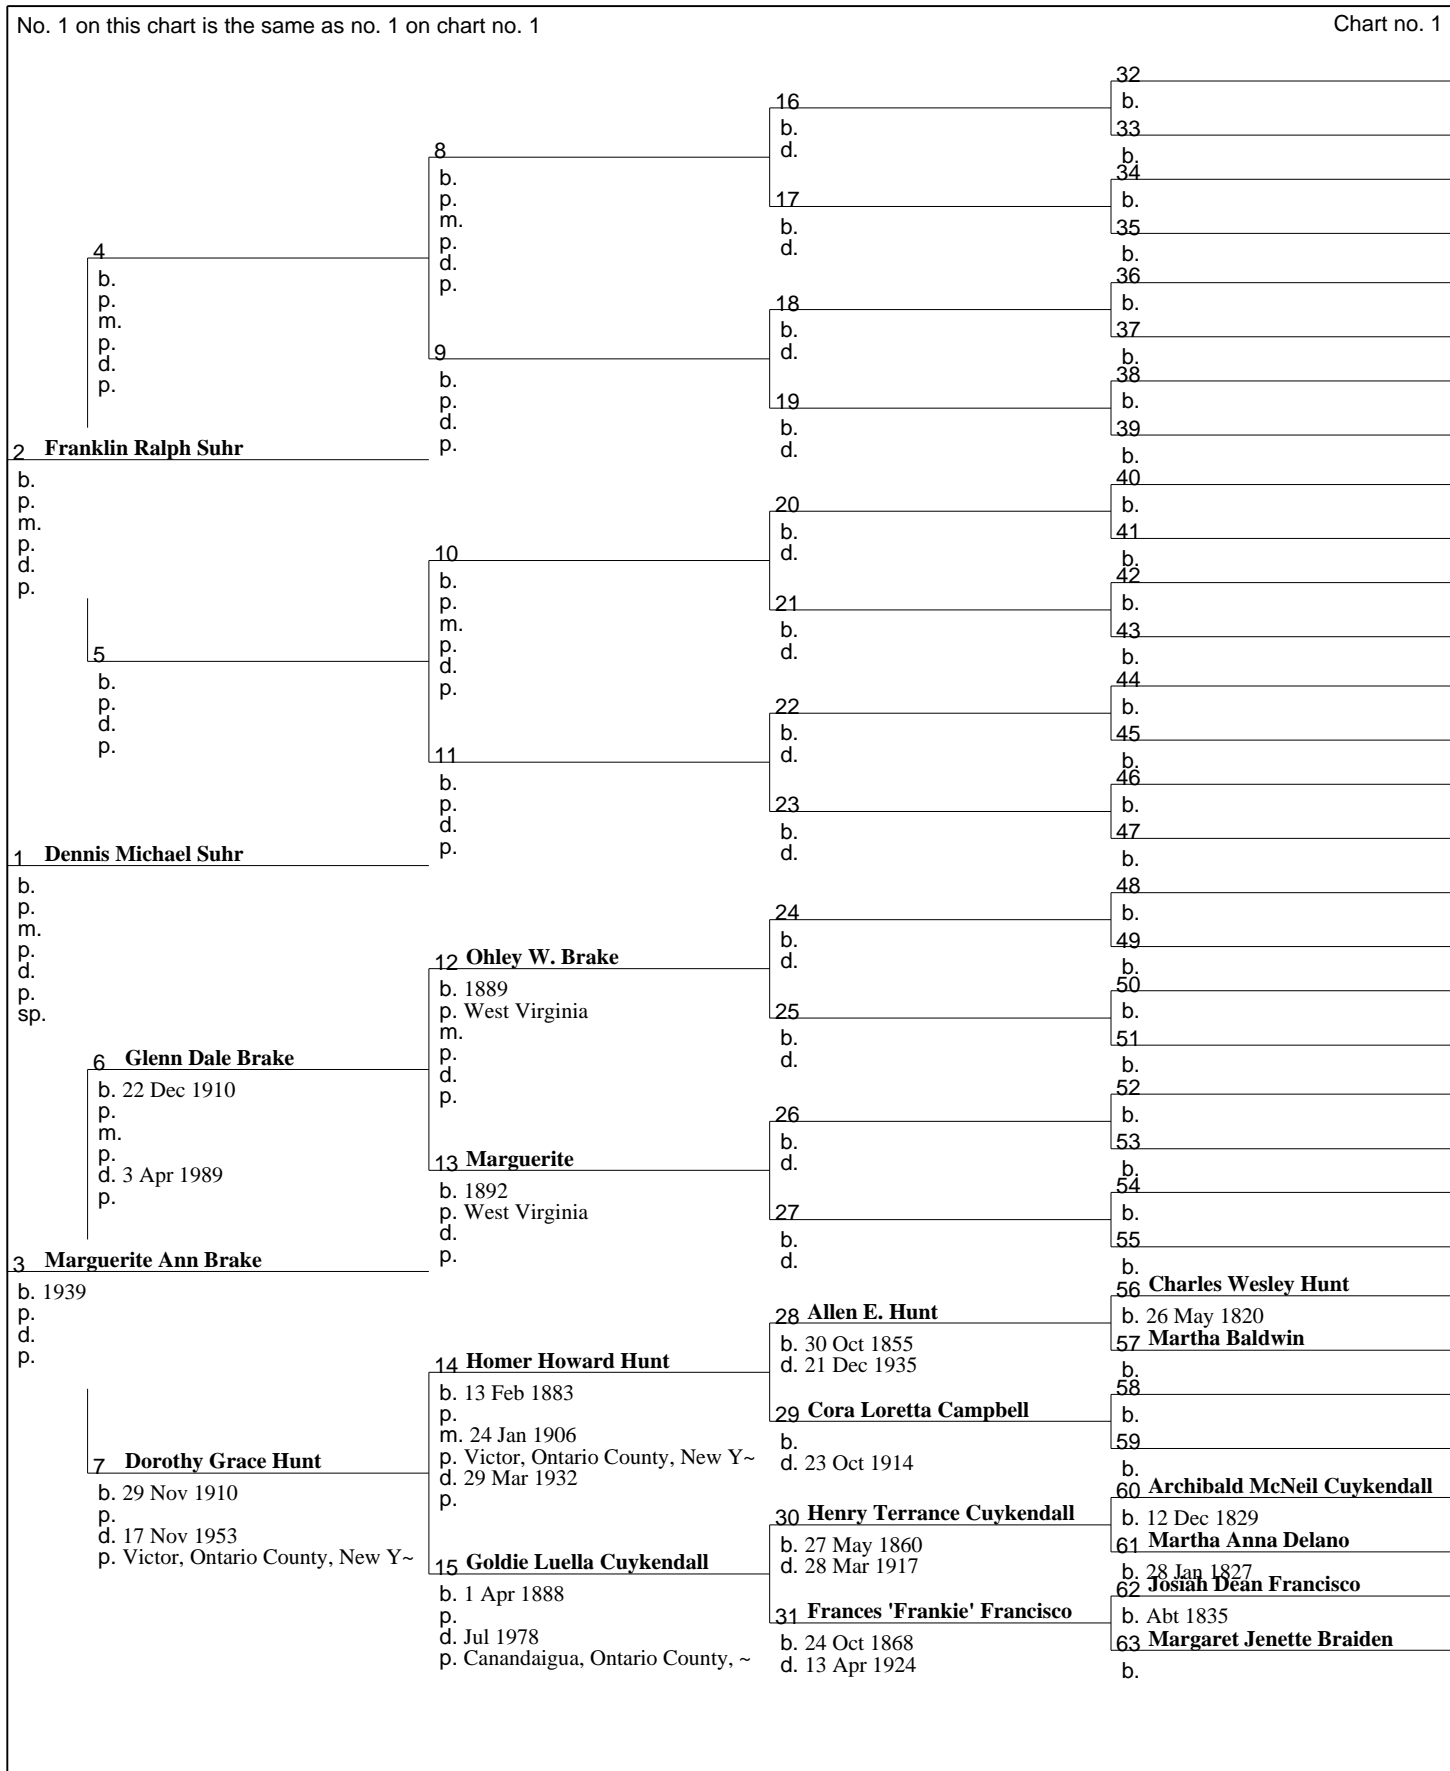 No. 1 on this chart is the same as no. 1 on chart no. 1
Chart no. 1
2 Franklin Ralph Suhr
b.
p.
m.
p.
d.
p.
1 Dennis Michael Suhr
b.
p.
m.
p.
d.
p.
sp.
3 Marguerite Ann Brake
b. 1939
p.
d.
p.
4
b.
p.
m.
p.
d.
p.
5
b.
p.
d.
p.
6 Glenn Dale Brake
b. 22 Dec 1910
p.
m.
p.
d. 3 Apr 1989
p.
7 Dorothy Grace Hunt
b. 29 Nov 1910
p.
d. 17 Nov 1953
p. Victor, Ontario County, New Y~
8
b.
p.
m.
p.
d.
p.
9
b.
p.
d.
p.
10
b.
p.
m.
p.
d.
p.
11
b.
p.
d.
p.
12 Ohley W. Brake
b. 1889
p. West Virginia
m.
p.
d.
p.
13 Marguerite
b. 1892
p. West Virginia
d.
p.
14 Homer Howard Hunt
b. 13 Feb 1883
p.
m. 24 Jan 1906
p. Victor, Ontario County, New Y~
d. 29 Mar 1932
p.
15 Goldie Luella Cuykendall
b. 1 Apr 1888
p.
d. Jul 1978
p. Canandaigua, Ontario County, ~
16
b.
d.
17
b.
d.
18
b.
d.
19
b.
d.
20
b.
d.
21
b.
d.
22
b.
d.
23
b.
d.
24
b.
d.
25
b.
d.
26
b.
d.
27
b.
d.
28 Allen E. Hunt
b. 30 Oct 1855
d. 21 Dec 1935
29 Cora Loretta Campbell
b.
d. 23 Oct 1914
30 Henry Terrance Cuykendall
b. 27 May 1860
d. 28 Mar 1917
31 Frances 'Frankie' Francisco
b. 24 Oct 1868
d. 13 Apr 1924
32
b.
33
b.
34
b.
35
b.
36
b.
37
b.
38
b.
39
b.
40
b.
41
b.
42
b.
43
b.
44
b.
45
b.
46
b.
47
b.
48
b.
49
b.
50
b.
51
b.
52
b.
53
b.
54
b.
55
b.
56 Charles Wesley Hunt
b. 26 May 1820
57 Martha Baldwin
b.
58
b.
59
b.
60 Archibald McNeil Cuykendall
b. 12 Dec 1829
61 Martha Anna Delano
b. 28 Jan 1827
62 Josiah Dean Francisco
b. Abt 1835
63 Margaret Jenette Braiden
b.